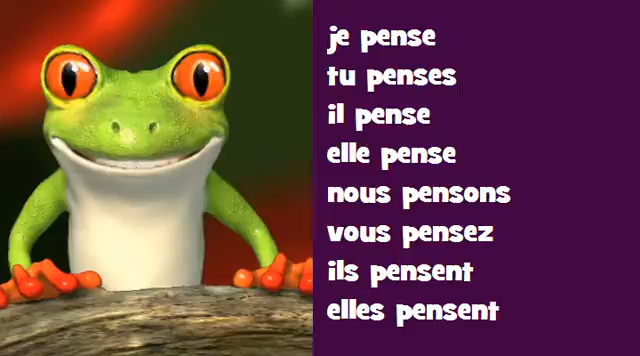 je pense
tu penses
il pense
elle pense
nous pensons
vous pensez
ils pensent
elles pensent